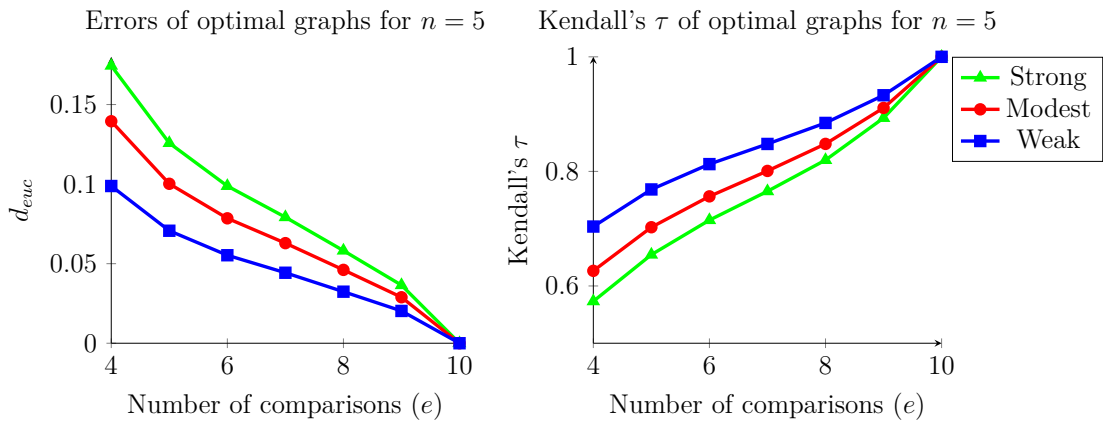 Errors of optimal graphs for n = 5
0.15
0.1
0.05
0
d_{euc}
4 6 8 10
Number of comparisons (e)
Kendall's τ of optimal graphs for n = 5
1
0.8
0.6
Kendall's τ
4 6 8 10
Number of comparisons (e)
Strong
Modest
Weak